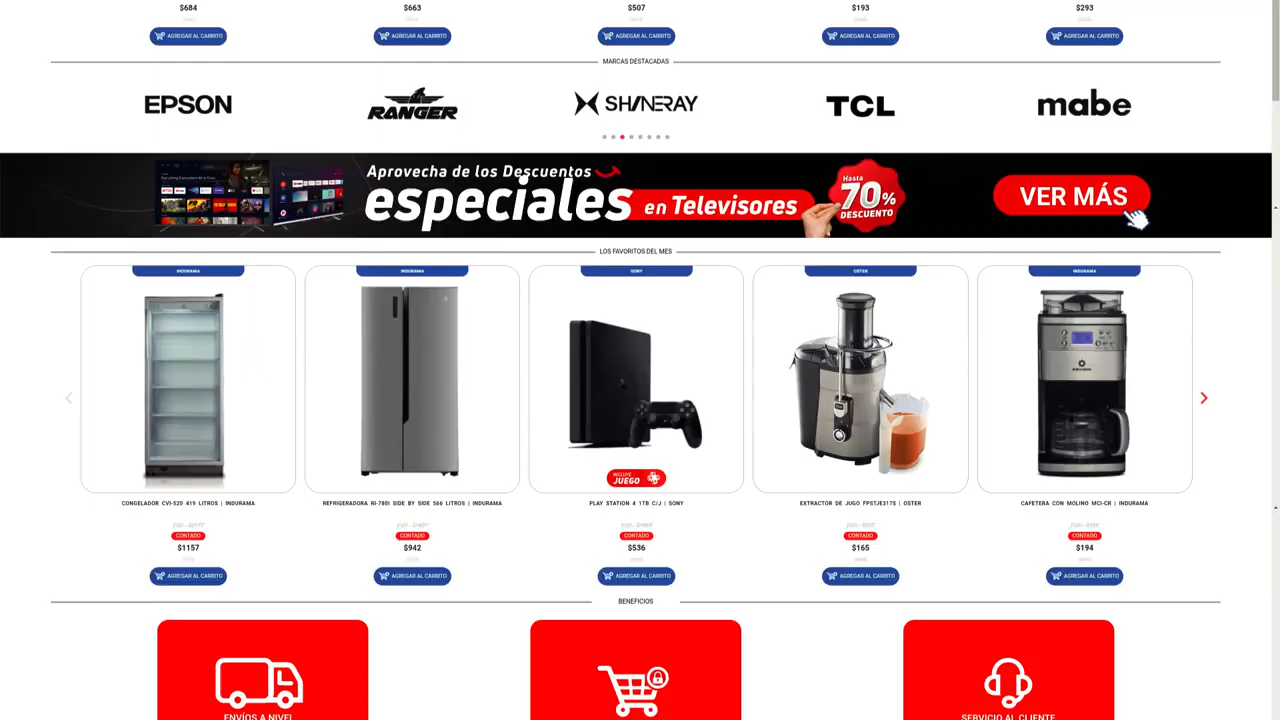 $684
$663
$507
$193
$293
AGREGAR AL CARRITO
AGREGAR AL CARRITO
AGREGAR AL CARRITO
AGREGAR AL CARRITO
AGREGAR AL CARRITO
MARCAS DESTACADAS
EPSON
RANGER
SHINERAY
TCL
mabe
Aprovecha de los Descuentos
especiales en Televisores
Hasta
70%
DESCUENTO
VER MÁS
LOS FAVORITOS DEL MES
INDURAMA
INDURAMA
SONY
OSTER
INDURAMA
INCLUYE
JUEGO
CONGELADOR CVI-520 419 LITROS | INDURAMA
REFRIGERADORA RI-780I SIDE BY SIDE 566 LITROS | INDURAMA
PLAY STATION 4 1TB C/J | SONY
EXTRACTOR DE JUGO FPSTJE317S | OSTER
CAFETERA CON MOLINO MCI-CR | INDURAMA
CONTADO
CONTADO
CONTADO
CONTADO
CONTADO
$1157
$942
$536
$165
$194
AGREGAR AL CARRITO
AGREGAR AL CARRITO
AGREGAR AL CARRITO
AGREGAR AL CARRITO
AGREGAR AL CARRITO
BENEFICIOS
ENVÍOS A NIVEL
SERVICIO AL CLIENTE